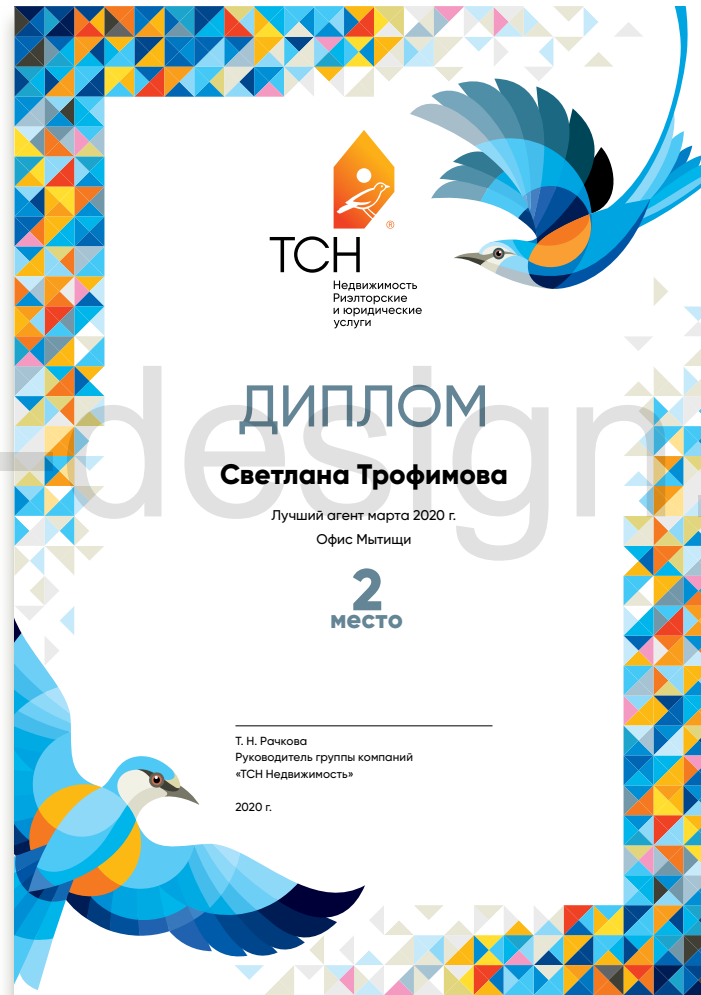 ТСН
®
Недвижимость
Риэлторские
и юридические
услуги
ДИПЛОМ
-design
Светлана Трофимова
Лучший агент марта 2020 г.
Офис Мытищи
2
место
Т. Н. Рачкова
Руководитель группы компаний
«ТСН Недвижимость»
2020 г.